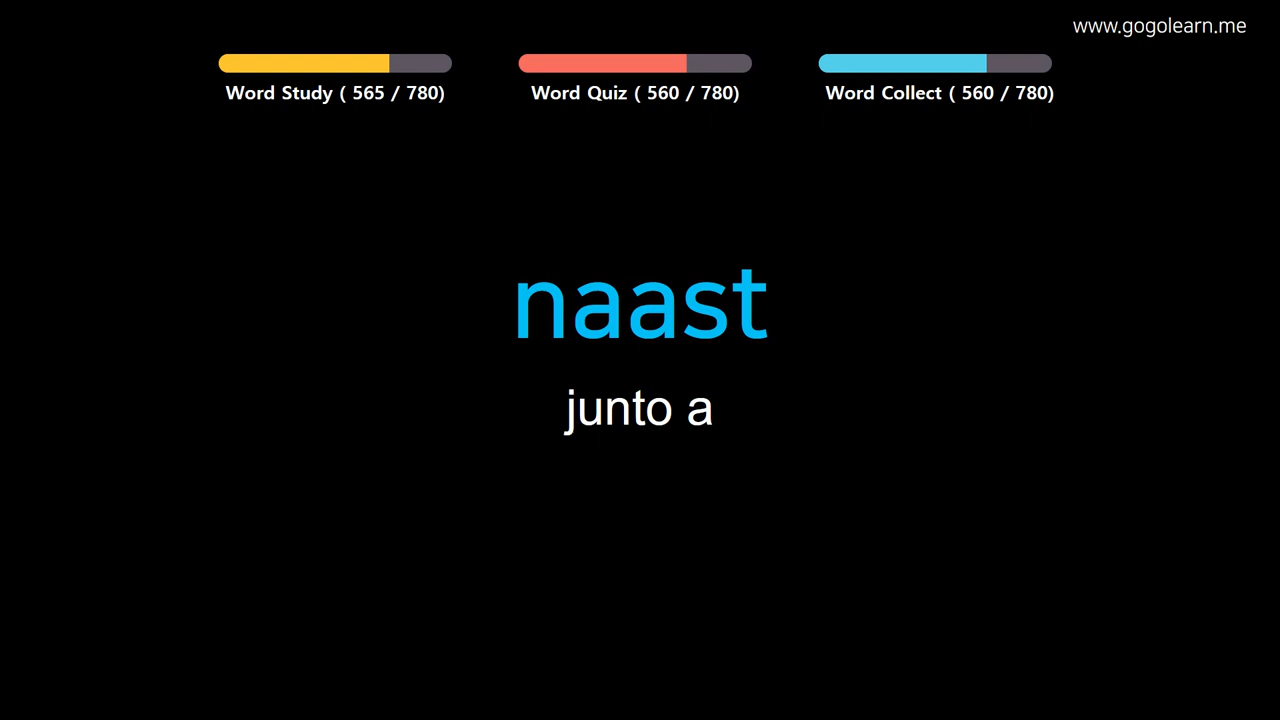 www.gogolearn.me
Word Study ( 565 / 780)
Word Quiz ( 560 / 780)
Word Collect ( 560 / 780)
naast
junto a